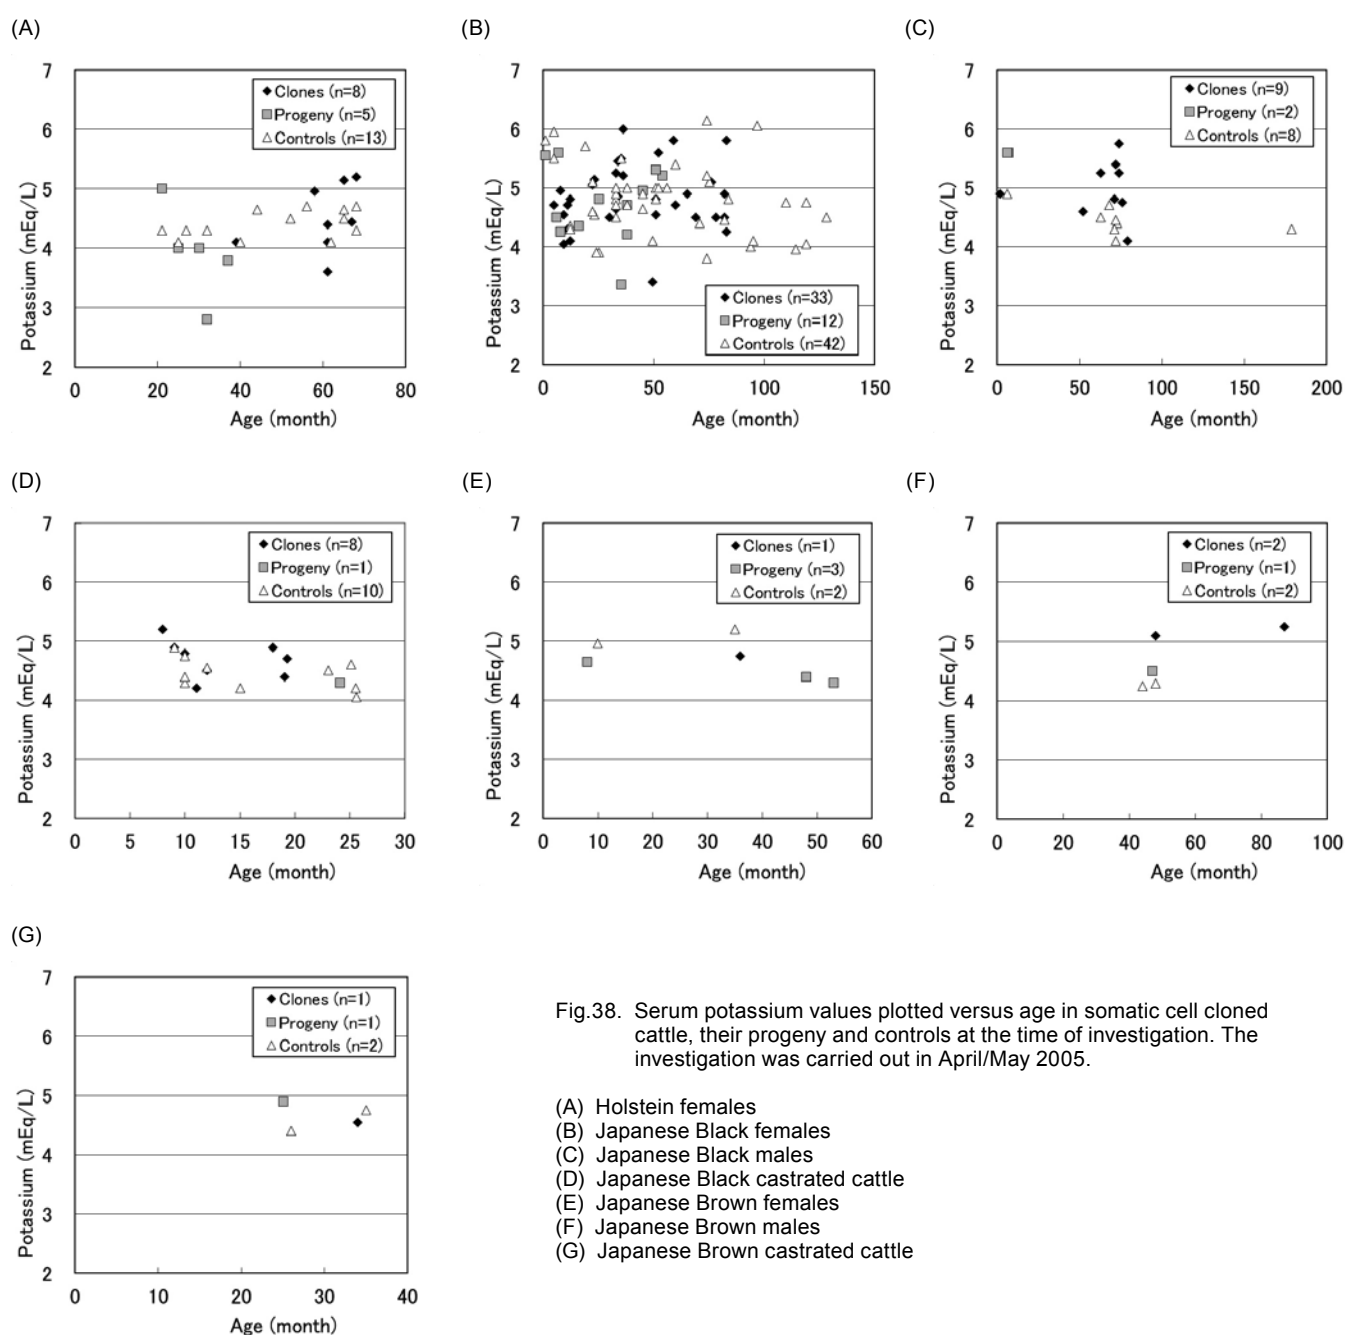 (A)
(B)
(C)
7
6
5
4
3
2
0
20
40
60
80
Potassium (mEq/L)
Age (month)
Clones (n=8)
Progeny (n=5)
Controls (n=13)
7
6
5
4
3
2
0
50
100
150
Potassium (mEq/L)
Age (month)
Clones (n=33)
Progeny (n=12)
Controls (n=42)
7
6
5
4
3
2
0
50
100
150
200
Potassium (mEq/L)
Age (month)
Clones (n=9)
Progeny (n=2)
Controls (n=8)
(D)
(E)
(F)
7
6
5
4
3
2
0
5
10
15
20
25
30
Potassium (mEq/L)
Age (month)
Clones (n=8)
Progeny (n=1)
Controls (n=10)
7
6
5
4
3
2
0
10
20
30
40
50
60
Potassium (mEq/L)
Age (month)
Clones (n=1)
Progeny (n=3)
Controls (n=2)
7
6
5
4
3
2
0
20
40
60
80
100
Potassium (mEq/L)
Age (month)
Clones (n=2)
Progeny (n=1)
Controls (n=2)
(G)
7
6
5
4
3
2
0
10
20
30
40
Potassium (mEq/L)
Age (month)
Clones (n=1)
Progeny (n=1)
Controls (n=2)
Fig.38. Serum potassium values plotted versus age in somatic cell cloned
cattle, their progeny and controls at the time of investigation. The
investigation was carried out in April/May 2005.
(A) Holstein females
(B) Japanese Black females
(C) Japanese Black males
(D) Japanese Black castrated cattle
(E) Japanese Brown females
(F) Japanese Brown males
(G) Japanese Brown castrated cattle